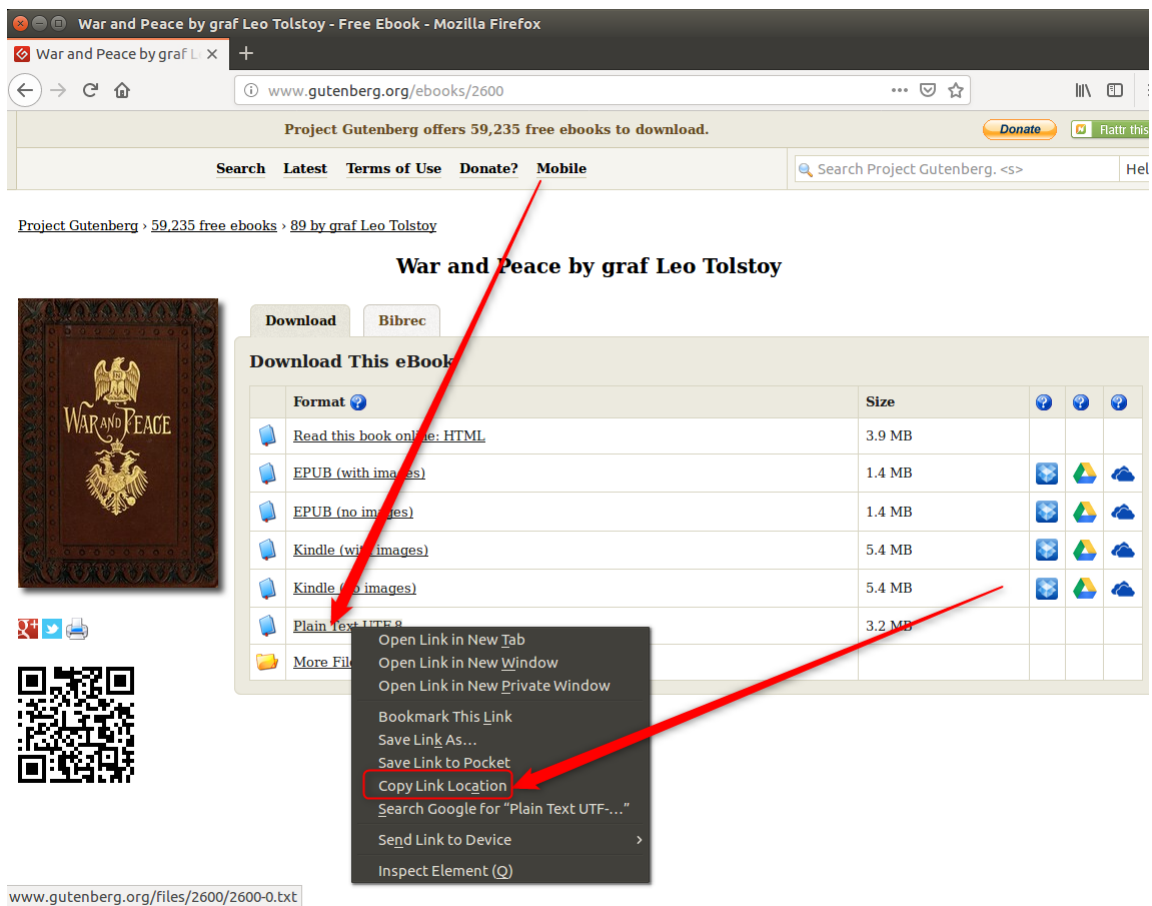 War and Peace by graf Leo Tolstoy - Free Ebook - Mozilla Firefox
War and Peace by graf L
www.gutenberg.org/ebooks/2600
Project Gutenberg offers 59,235 free ebooks to download.
Donate
Flattr this
Search Latest Terms of Use Donate? Mobile
Search Project Gutenberg. <s>
Hel
Project Gutenberg › 59,235 free ebooks › 89 by graf Leo Tolstoy
War and Peace by graf Leo Tolstoy
WAR AND PEACE
Download Bibrec
Download This eBook
Format Size
Read this book online: HTML 3.9 MB
EPUB (with images) 1.4 MB
EPUB (no images) 1.4 MB
Kindle (with images) 5.4 MB
Kindle (no images) 5.4 MB
Plain Text UTF-8 3.2 MB
More Fil
Open Link in New Tab
Open Link in New Window
Open Link in New Private Window
Bookmark This Link
Save Link As...
Save Link to Pocket
Copy Link Location
Search Google for “Plain Text UTF-...”
Send Link to Device
Inspect Element (Q)
www.gutenberg.org/files/2600/2600-0.txt